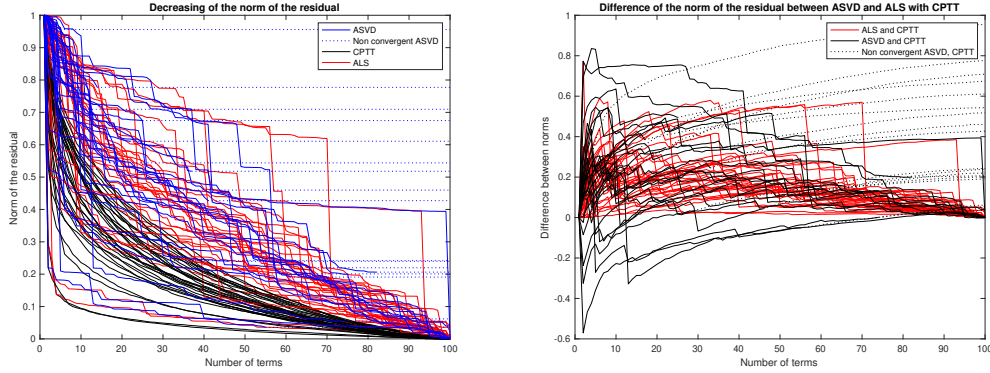 Decreasing of the norm of the residual
Norm of the residual
1
0.9
0.8
0.7
0.6
0.5
0.4
0.3
0.2
0.1
0
ASVD
Non convergent ASVD
CPTT
ALS
0 10 20 30 40 50 60 70 80 90 100
Number of terms
Difference of the norm of the residual between ASVD and ALS with CPTT
Difference between norms
1
0.8
0.6
0.4
0.2
0
-0.2
-0.4
-0.6
ALS and CPTT
ASVD and CPTT
Non convergent ASVD, CPTT
0 10 20 30 40 50 60 70 80 90 100
Number of terms